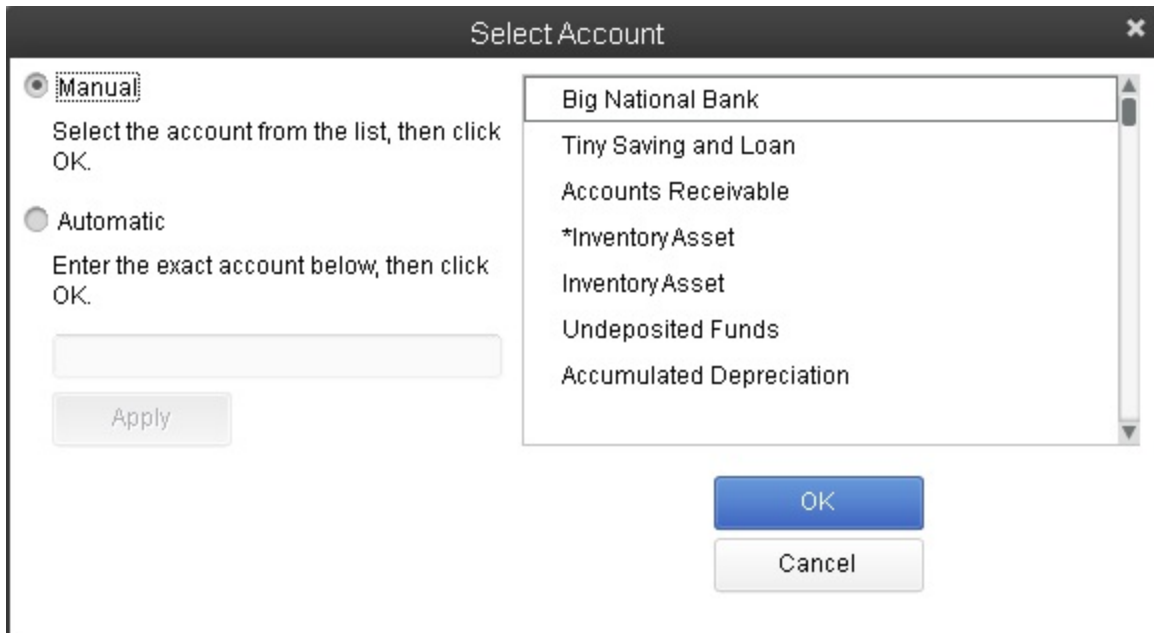 Select Account
Manual
Select the account from the list, then click
OK.
Automatic
Enter the exact account below, then click
OK.
Apply
Big National Bank
Tiny Saving and Loan
Accounts Receivable
*Inventory Asset
Inventory Asset
Undeposited Funds
Accumulated Depreciation
OK
Cancel